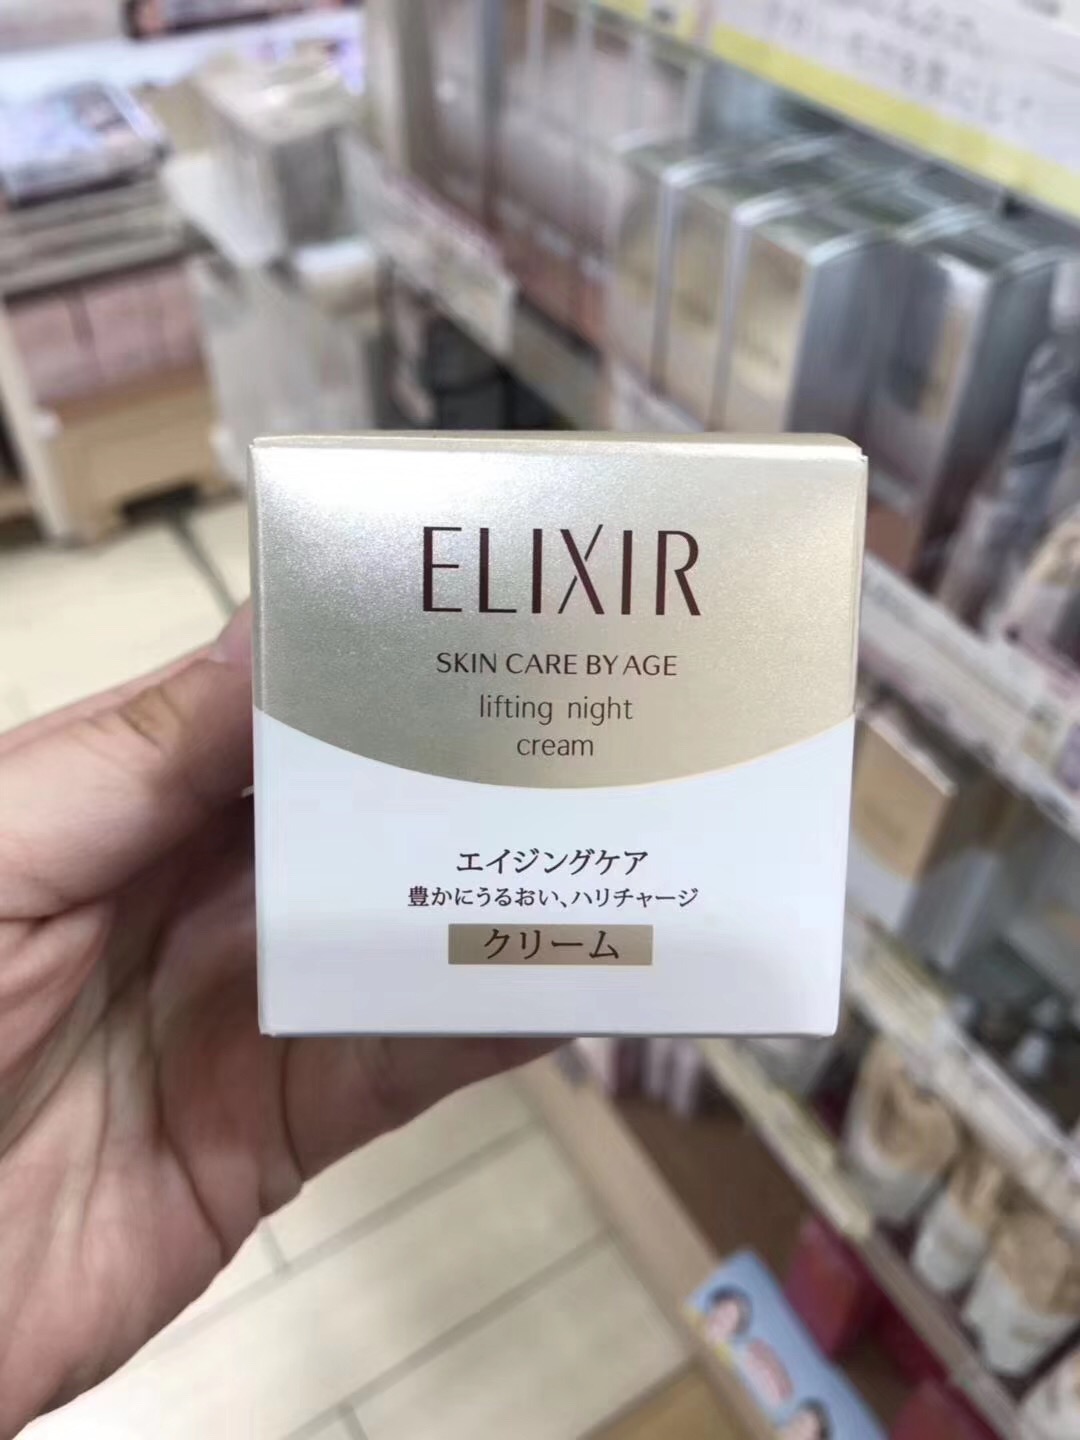 ELIXIR
SKIN CARE BY AGE
lifting night
cream
エイジングケア
豊かにうるおい、ハリチャージ
クリーム